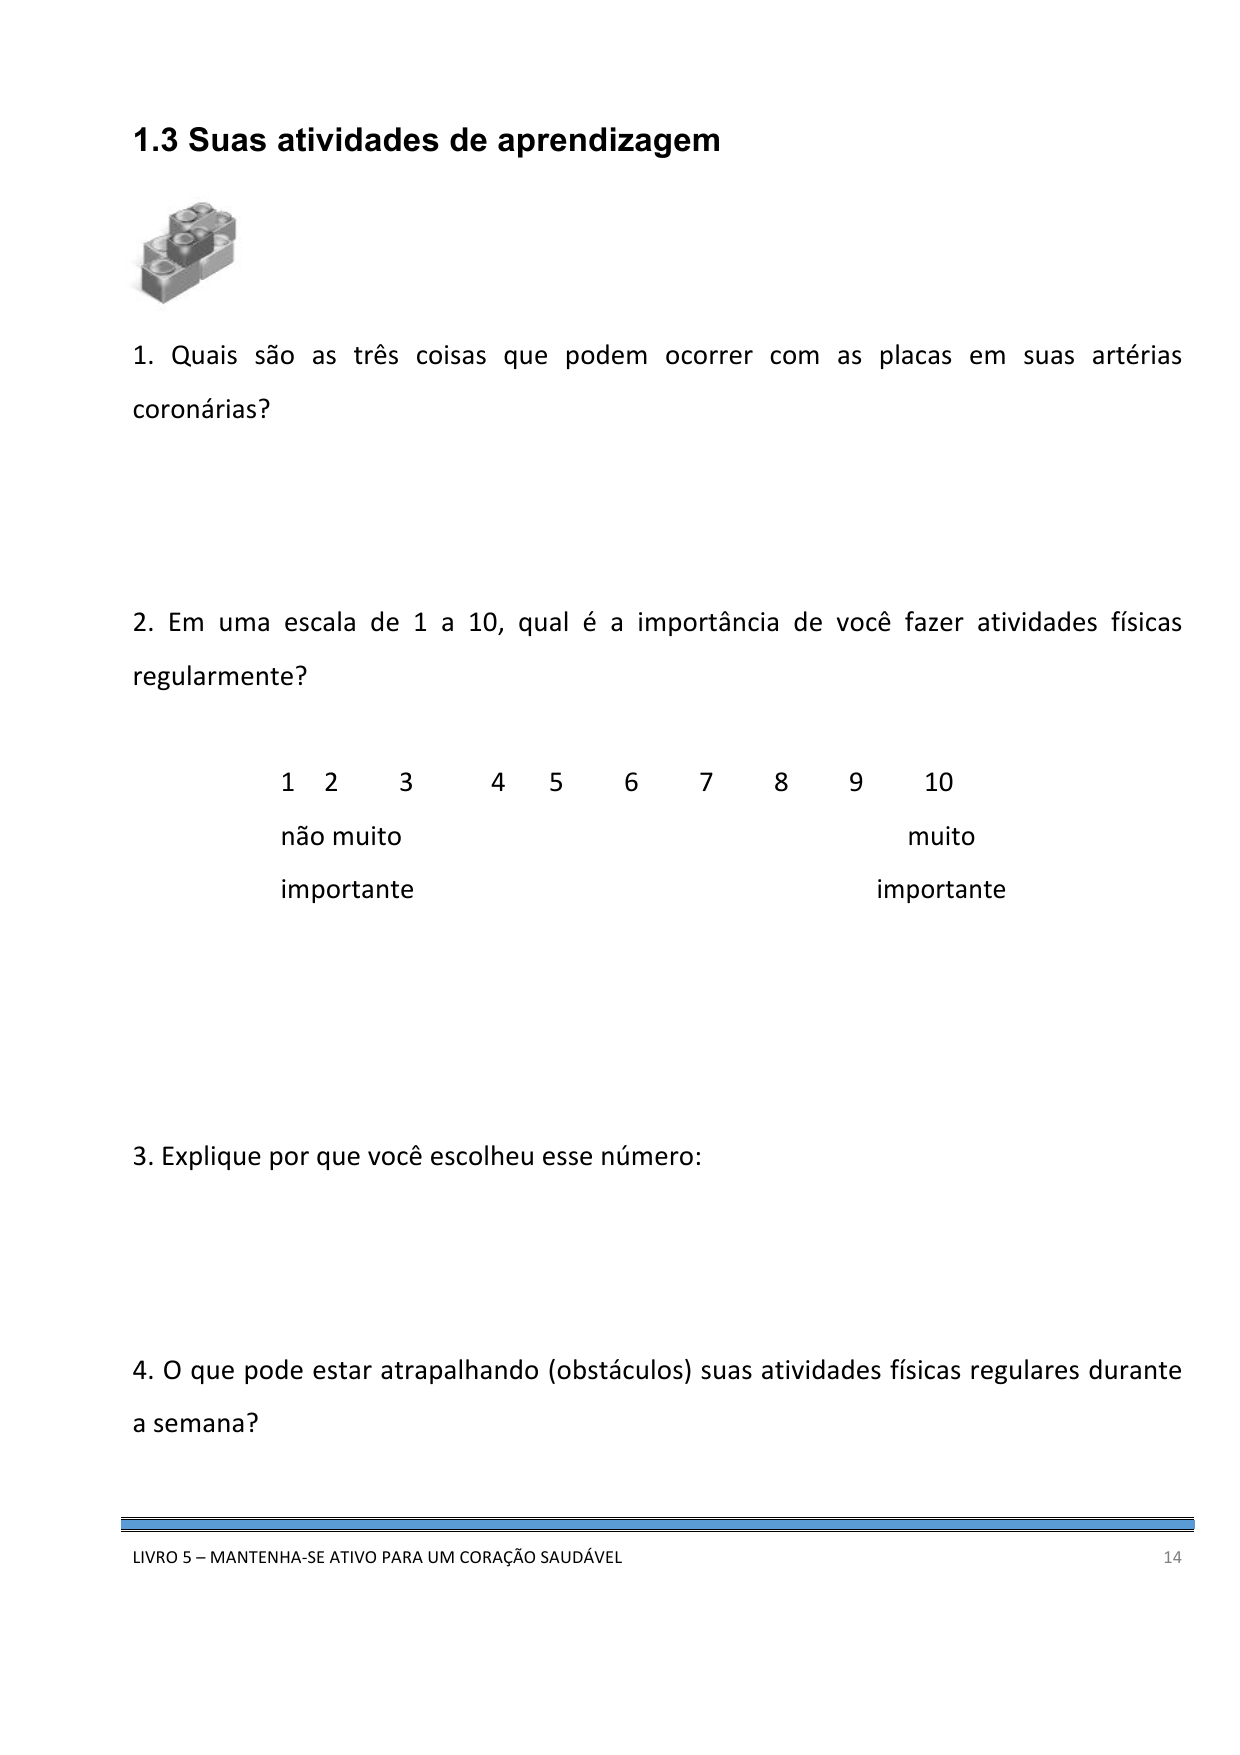 1.3 Suas atividades de aprendizagem
1. Quais são as três coisas que podem ocorrer com as placas em suas artérias
coronárias?
2. Em uma escala de 1 a 10, qual é a importância de você fazer atividades físicas
regularmente?
1 2 3 4 5 6 7 8 9 10
não muito muito
importante importante
3. Explique por que você escolheu esse número:
4. O que pode estar atrapalhando (obstáculos) suas atividades físicas regulares durante
a semana?
LIVRO 5 – MANTENHA-SE ATIVO PARA UM CORAÇÃO SAUDÁVEL 14